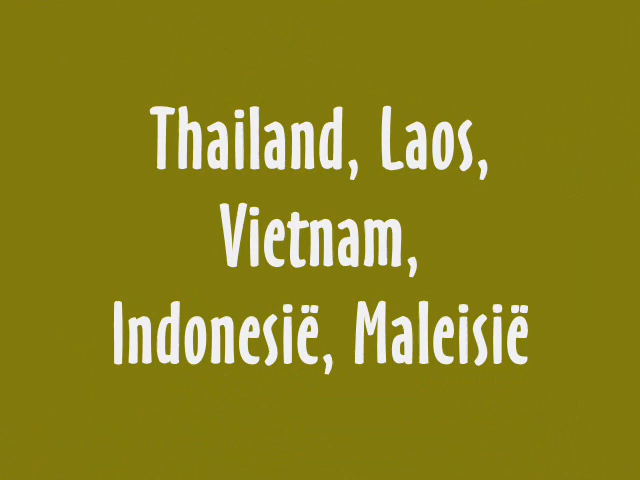 Thailand, Laos,
Vietnam,
Indonesië, Maleisië